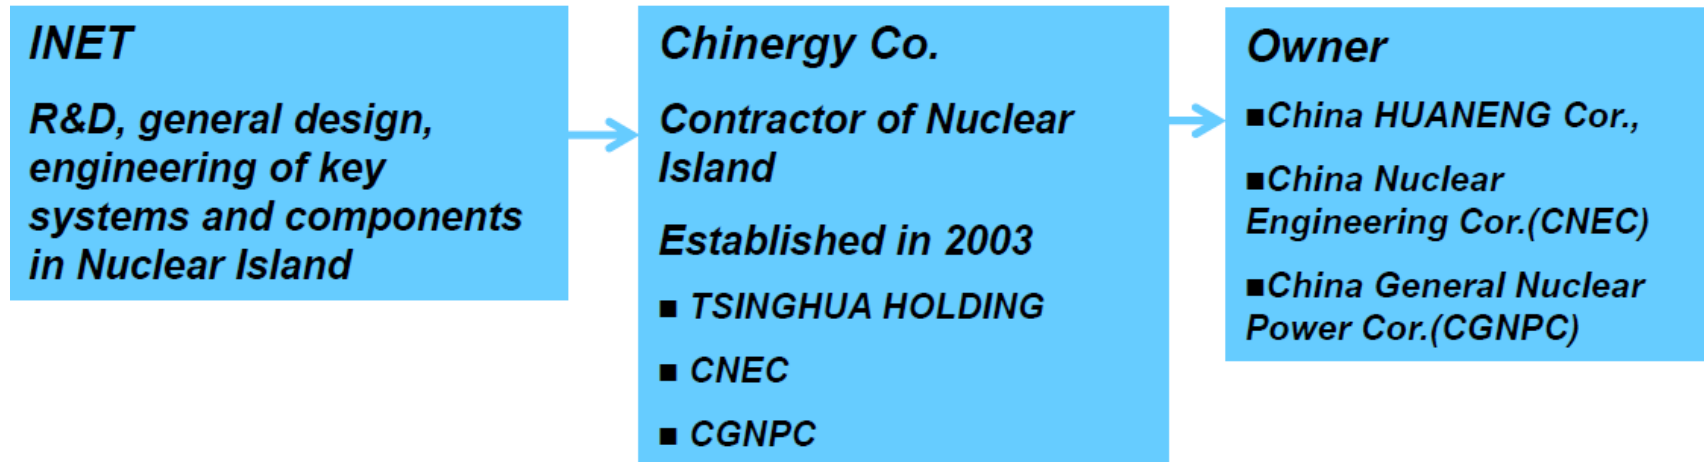 INET
R&D, general design,
engineering of key
systems and components
in Nuclear Island
Chinergy Co.
Contractor of Nuclear
Island
Established in 2003
■ TSINGHUA HOLDING
■ CNEC
■ CGNPC
Owner
■China HUANENG Cor.,
■China Nuclear
Engineering Cor.(CNEC)
■China General Nuclear
Power Cor.(CGNPC)